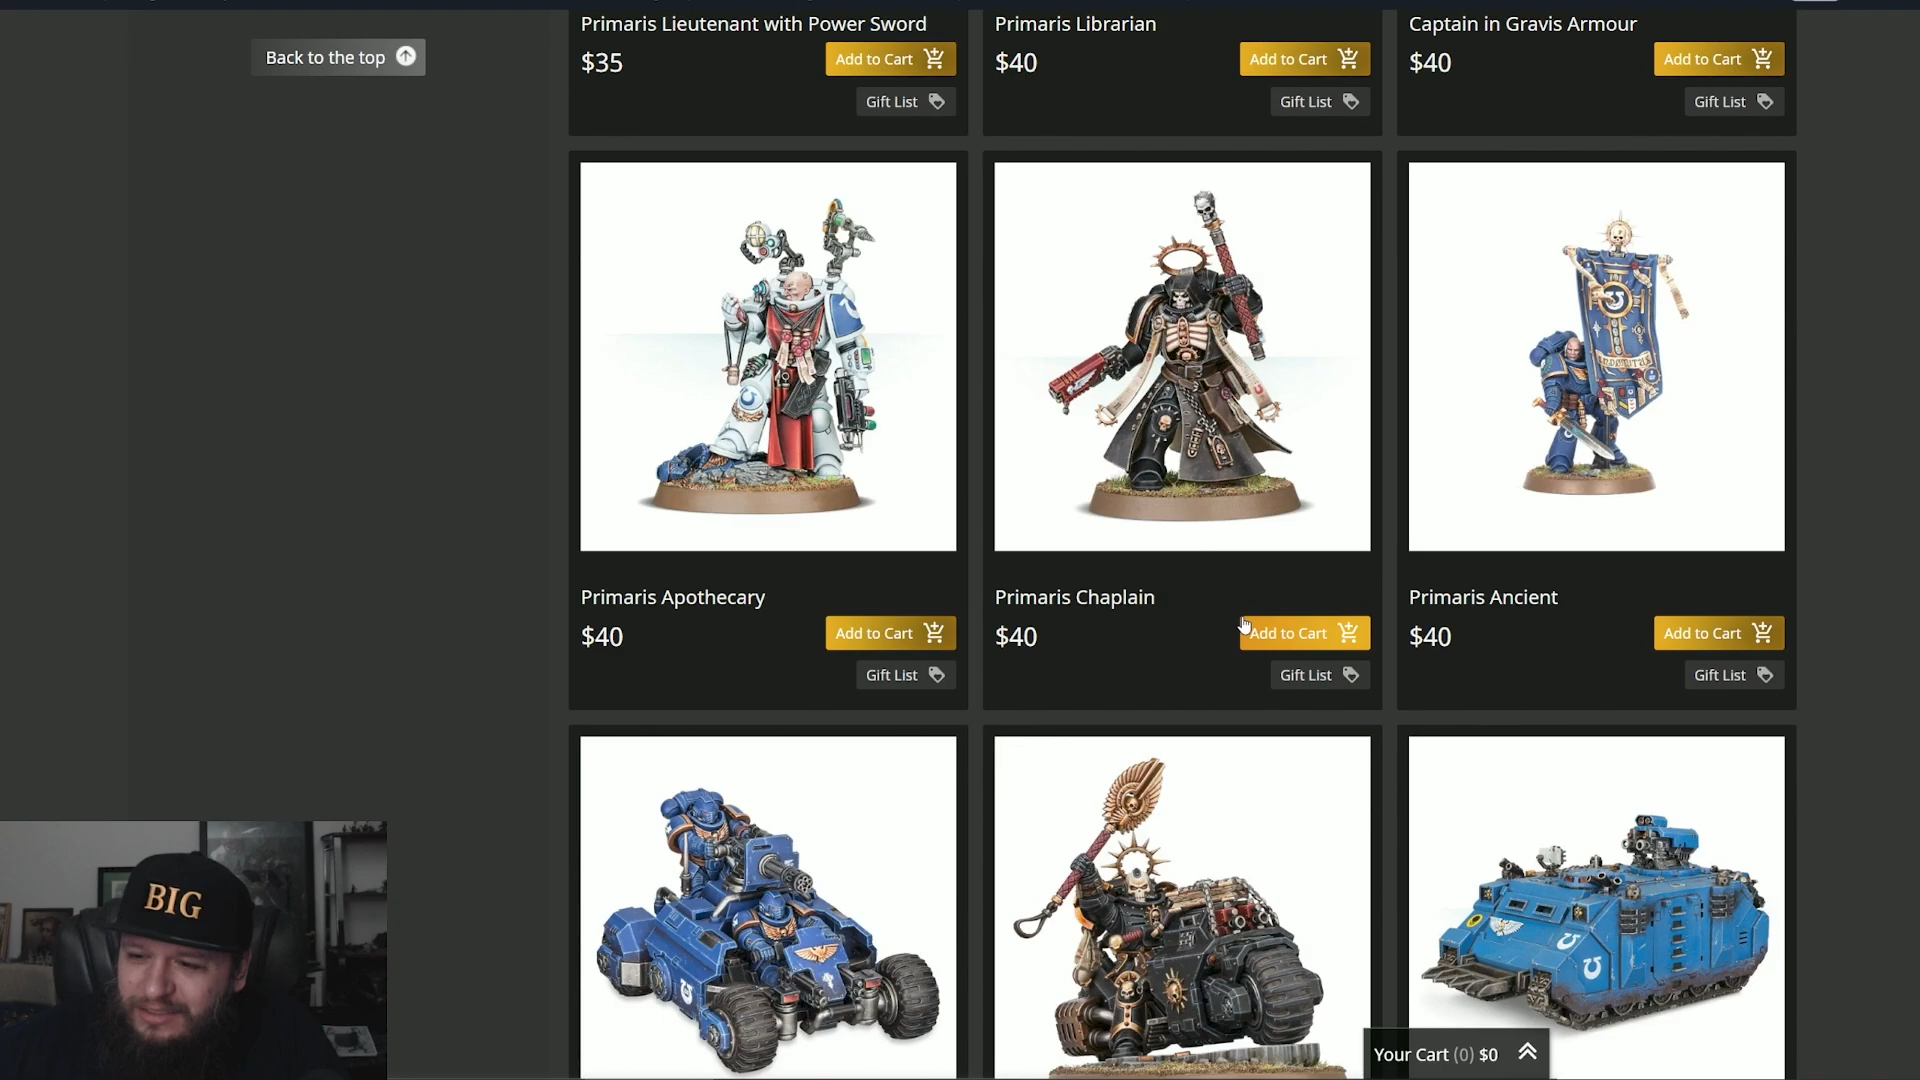 Back to the top
Primaris Lieutenant with Power Sword
$35
Add to Cart
Gift List
Primaris Librarian
$40
Add to Cart
Gift List
Captain in Gravis Armour
$40
Add to Cart
Gift List
Primaris Apothecary
$40
Add to Cart
Gift List
Primaris Chaplain
$40
Add to Cart
Gift List
Primaris Ancient
$40
Add to Cart
Gift List
BIG
Your Cart (0) $0